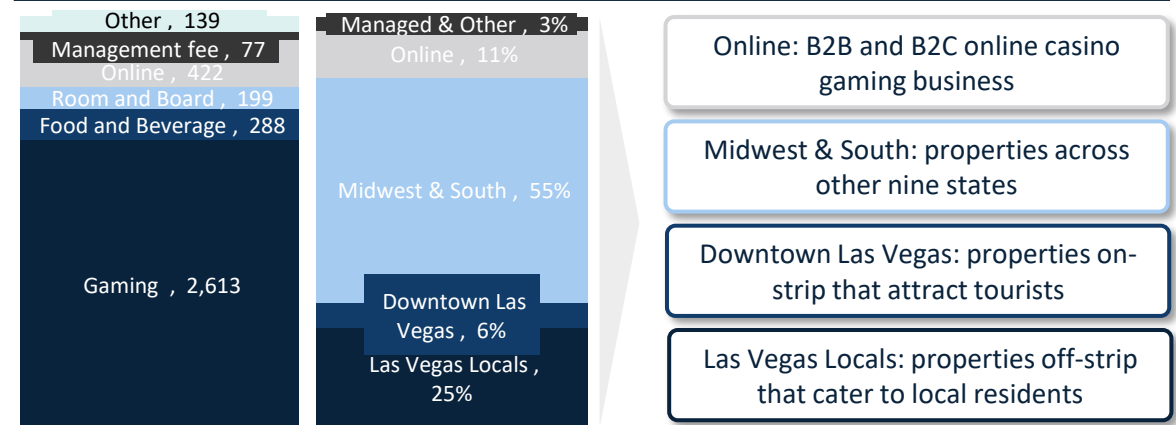 Other , 139
Management fee , 77
Online , 422
Room and Board , 199
Food and Beverage , 288
Gaming , 2,613
Managed & Other , 3%
Online , 11%
Midwest & South , 55%
Downtown Las
Vegas , 6%
Las Vegas Locals ,
25%
Online: B2B and B2C online casino
gaming business
Midwest & South: properties across
other nine states
Downtown Las Vegas: properties on-
strip that attract tourists
Las Vegas Locals: properties off-strip
that cater to local residents